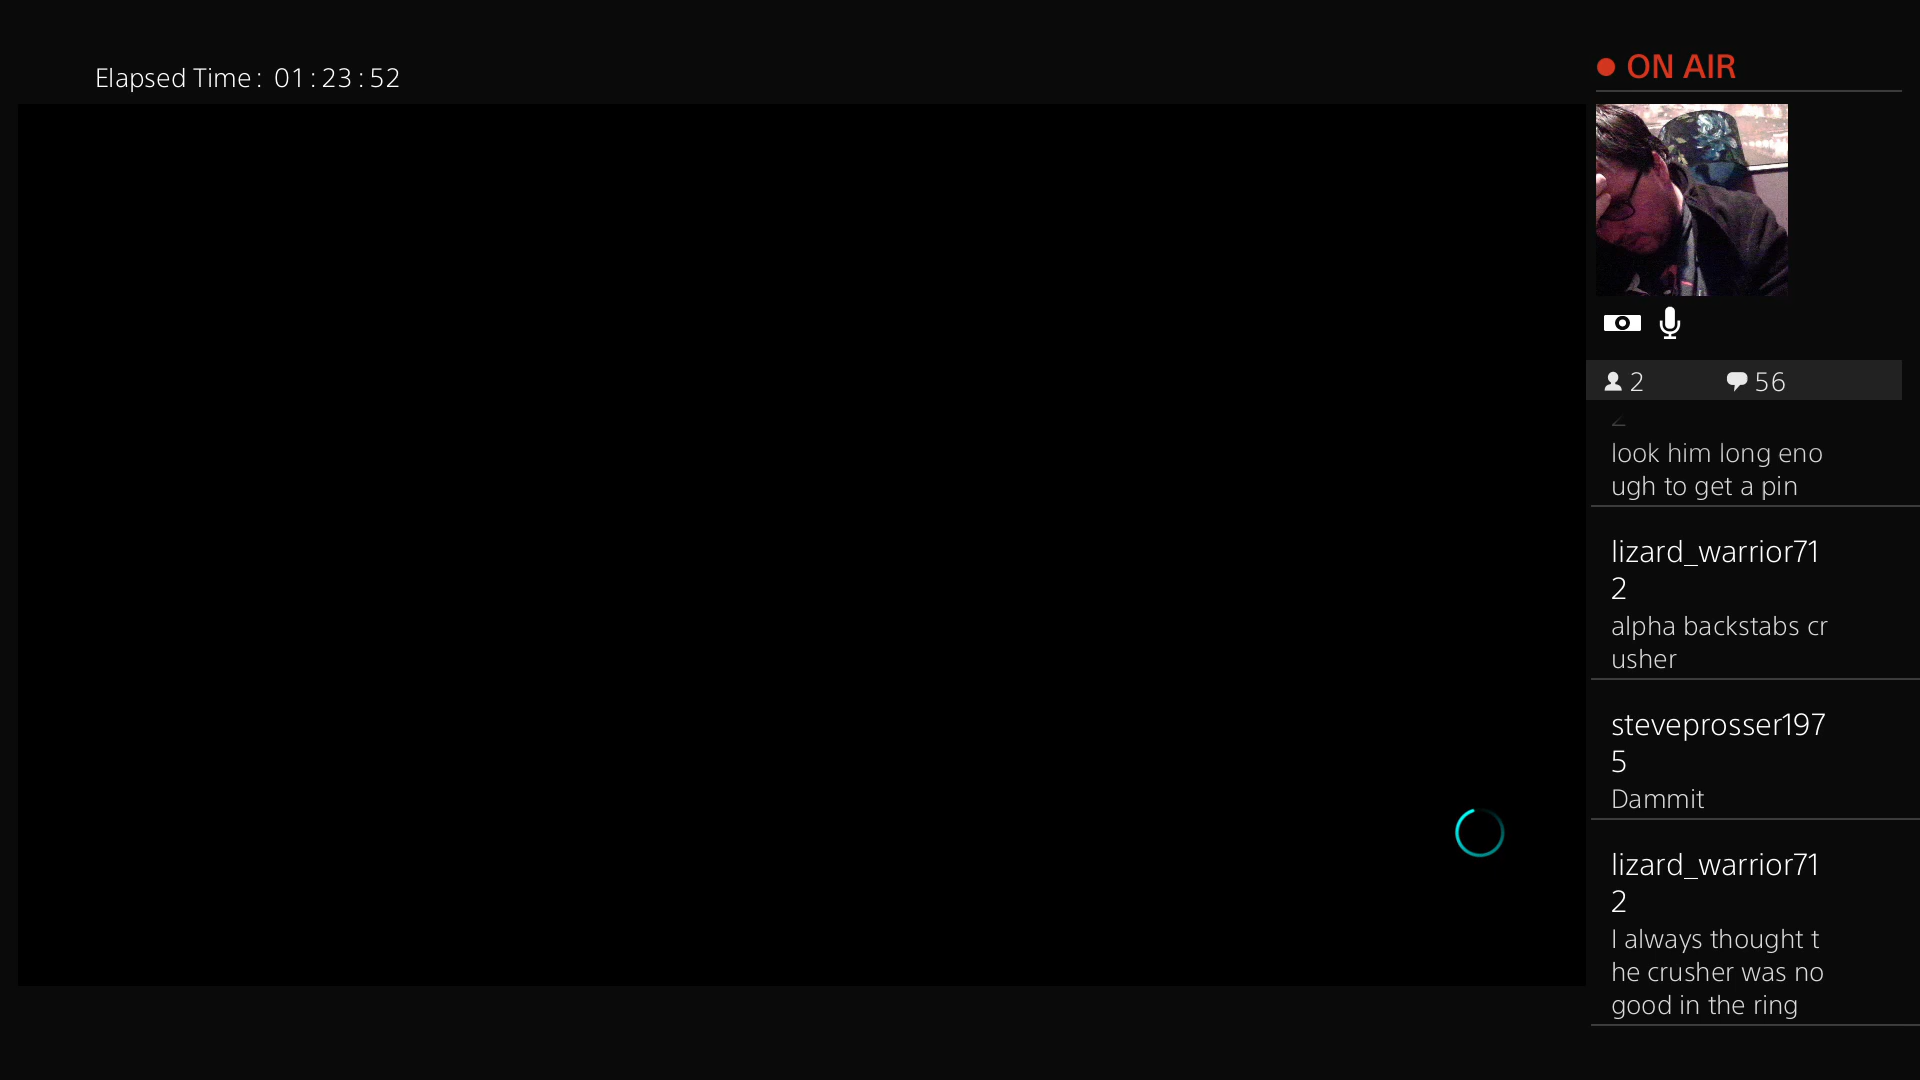 Elapsed Time: 01:23:52
ON AIR
2
56
look him long eno
ugh to get a pin
lizard_warrior71
2
alpha backstabs cr
usher
steveprosser197
5
Dammit
lizard_warrior71
2
I always thought t
he crusher was no
good in the ring